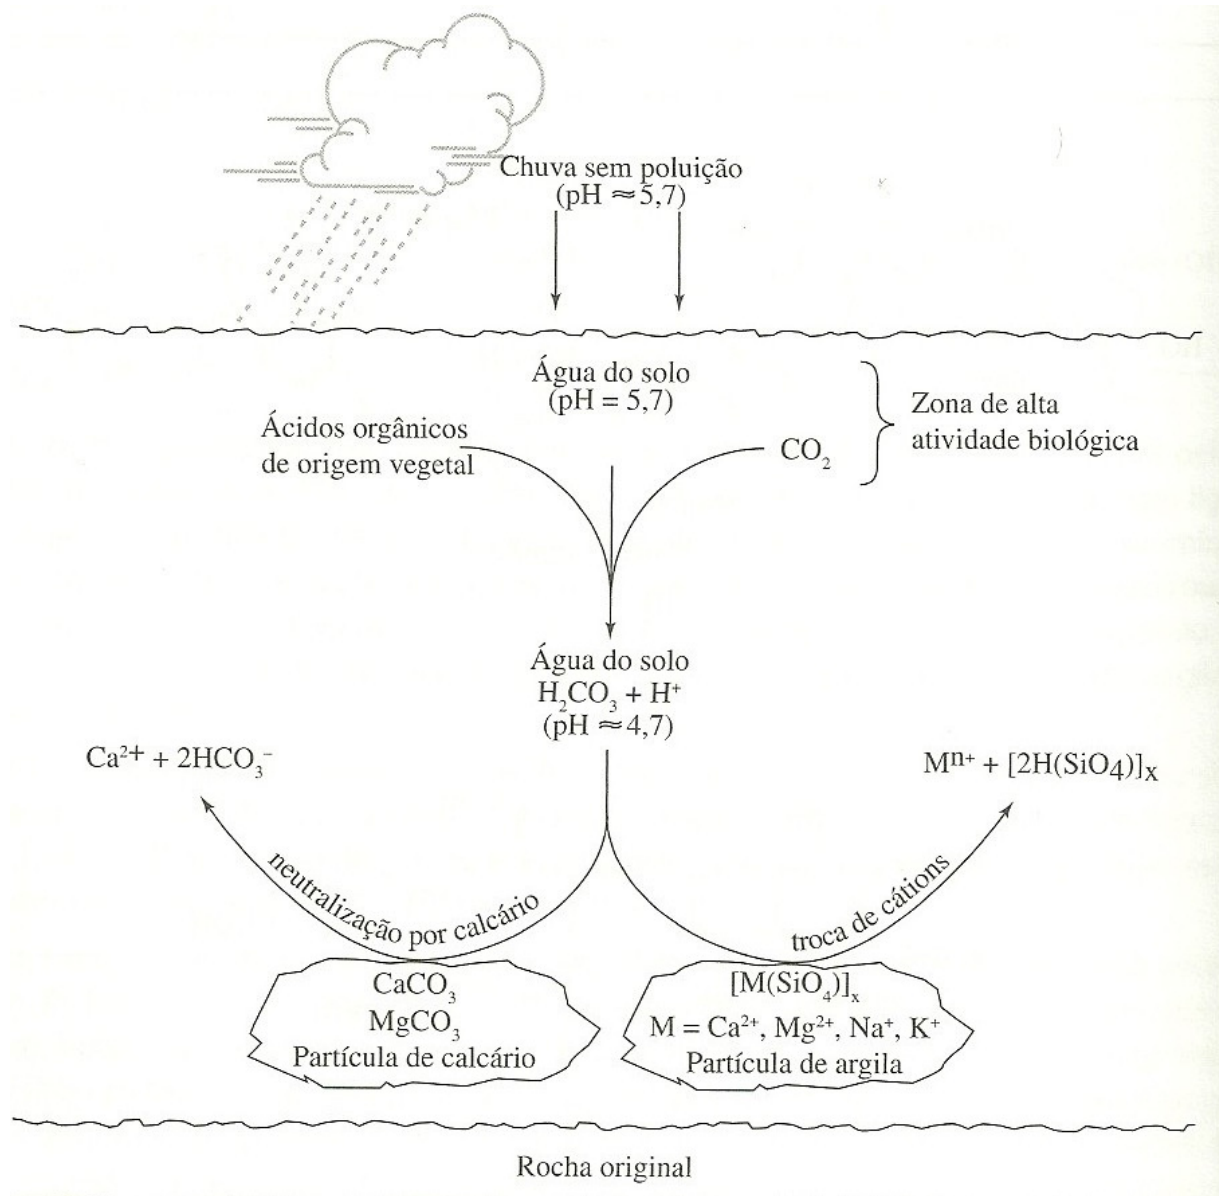 Chuva sem poluição
(pH ≈ 5,7)
Água do solo
(pH = 5,7)
Zona de alta
atividade biológica
Ácidos orgânicos
de origem vegetal
CO₂
Água do solo
H₂CO₃ + H⁺
(pH ≈ 4,7)
Ca²⁺ + 2HCO₃⁻
Mⁿ⁺ + [2H(SiO4)]x
neutralização por calcário
troca de cátions
CaCO₃
MgCO₃
Partícula de calcário
[M(SiO₄)]ₓ
M = Ca²⁺, Mg²⁺, Na⁺, K⁺
Partícula de argila
Rocha original